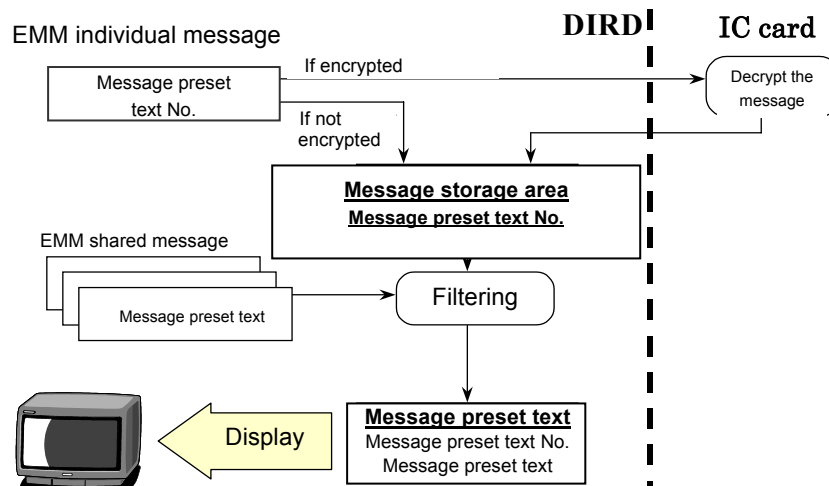 DIRD
IC card
EMM individual message
If encrypted
Message preset
text No.
Decrypt the
message
If not
encrypted
Message storage area
Message preset text No.
EMM shared message
Message preset text
Filtering
Message preset text
Message preset text No.
Message preset text
Display